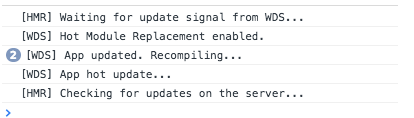 [HMR] Waiting for update signal from WDS...
[WDS] Hot Module Replacement enabled.
2 [WDS] App updated. Recompiling...
[WDS] App hot update...
[HMR] Checking for updates on the server...